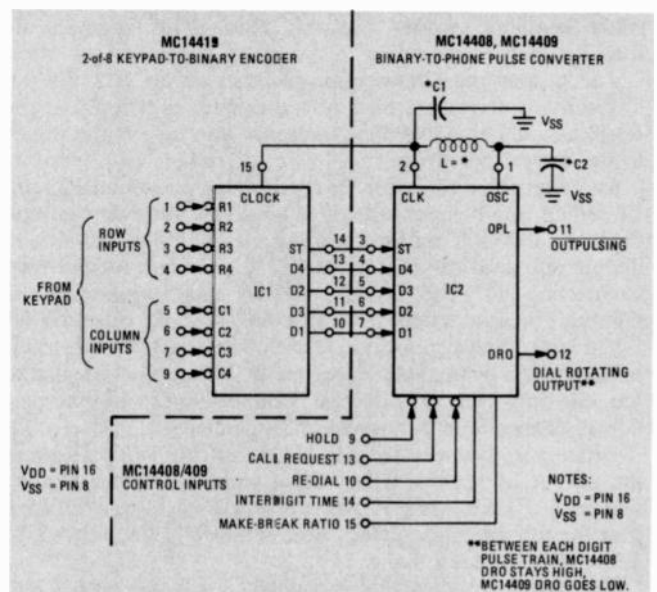 MC14419
2-of-8 KEYPAD-TO-BINARY ENCODER
MC14408, MC14409
BINARY-TO-PHONE PULSE CONVERTER
*C1
VSS
L = *
*C2
VSS
15
2
1
CLOCK
CLK
OSC
FROM
KEYPAD
ROW
INPUTS
1 R1
2 R2
3 R3
4 R4
COLUMN
INPUTS
5 C1
6 C2
7 C3
9 C4
IC1
ST 14 3 ST
D4 13 4 D4
D2 12 5 D3
D3 11 6 D2
D1 10 7 D1
IC2
OPL 11
OUTPULSING
DRO 12
DIAL ROTATING
OUTPUT**
HOLD 9
CALL REQUEST 13
RE-DIAL 10
INTERDIGIT TIME 14
MAKE-BREAK RATIO 15
VDD = PIN 16
VSS = PIN 8
MC14408/409
CONTROL INPUTS
NOTES:
VDD = PIN 16
VSS = PIN 8
**BETWEEN EACH DIGIT
PULSE TRAIN, MC14408
DRO STAYS HIGH,
MC14409 DRO GOES LOW.